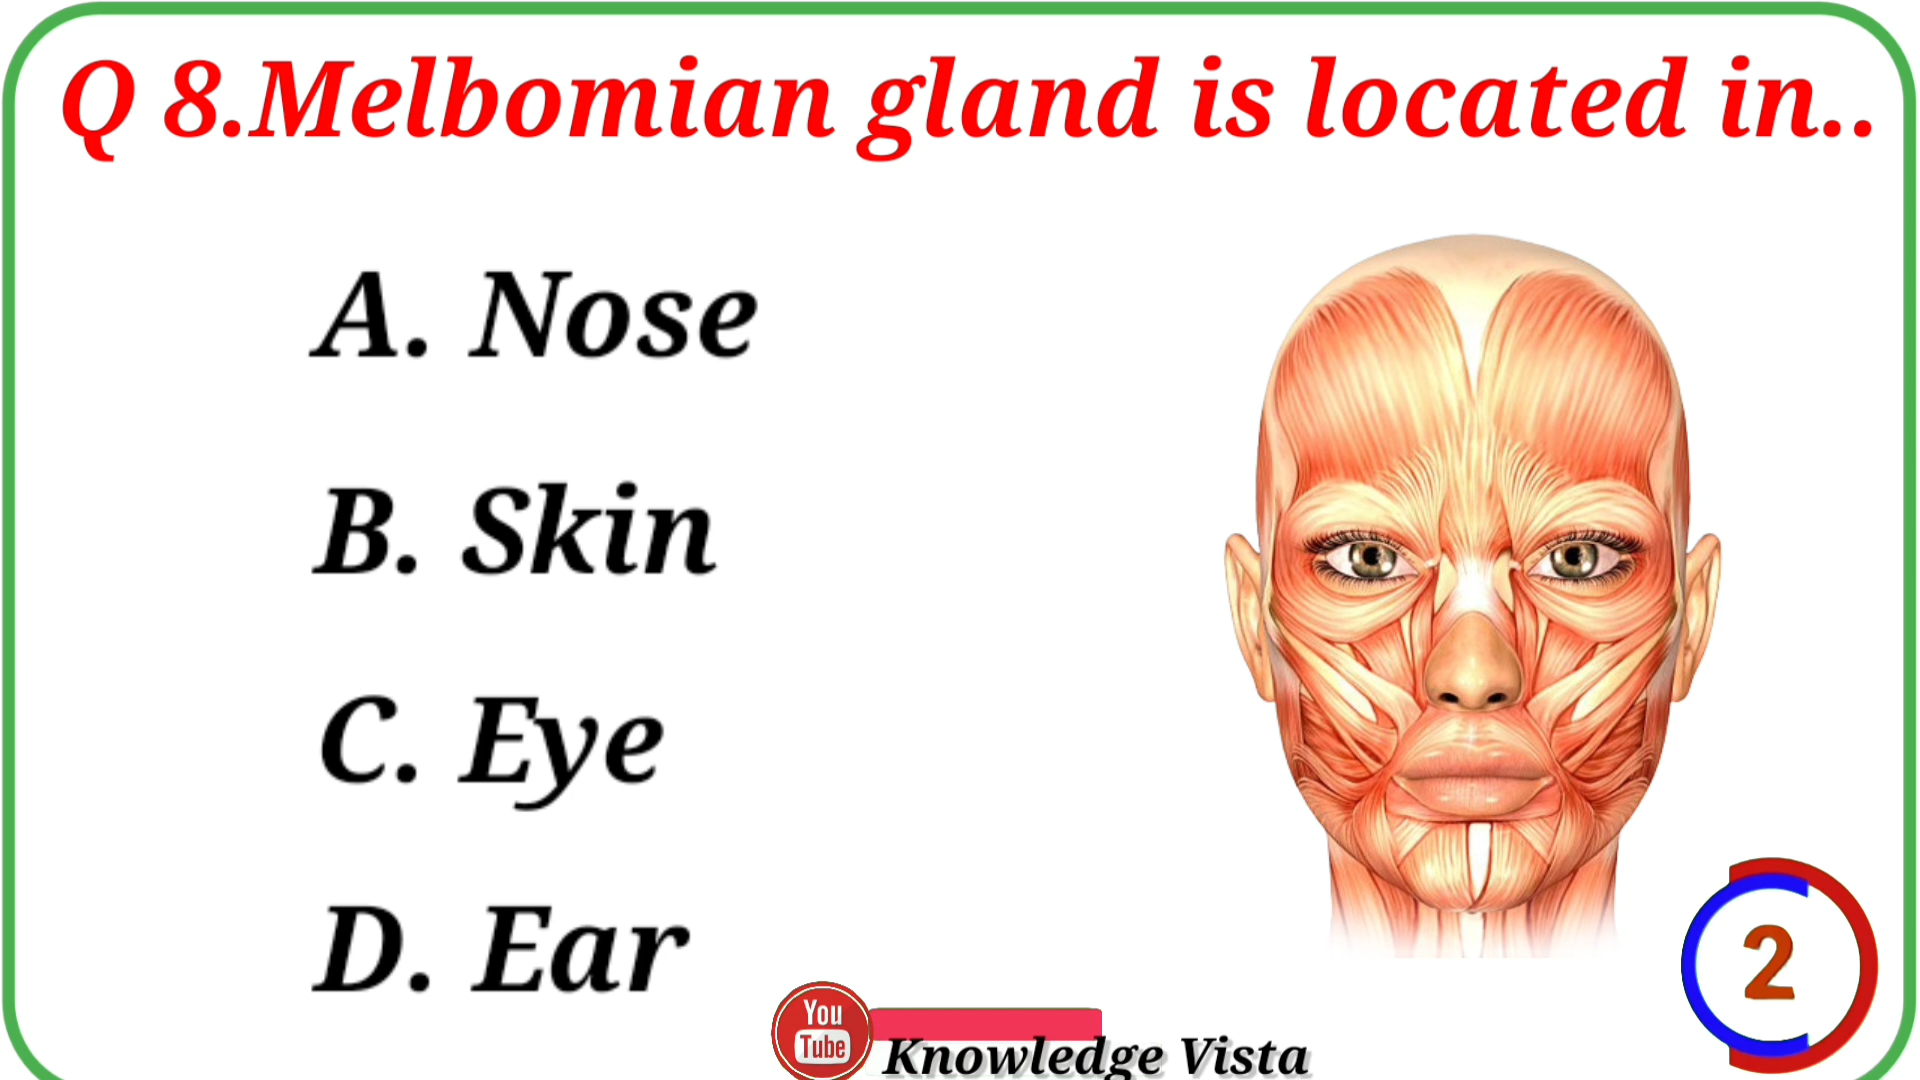 Q 8.Melbomian gland is located in..
A. Nose
B. Skin
C. Eye
D. Ear
2
You
Tube
Knowledge Vista